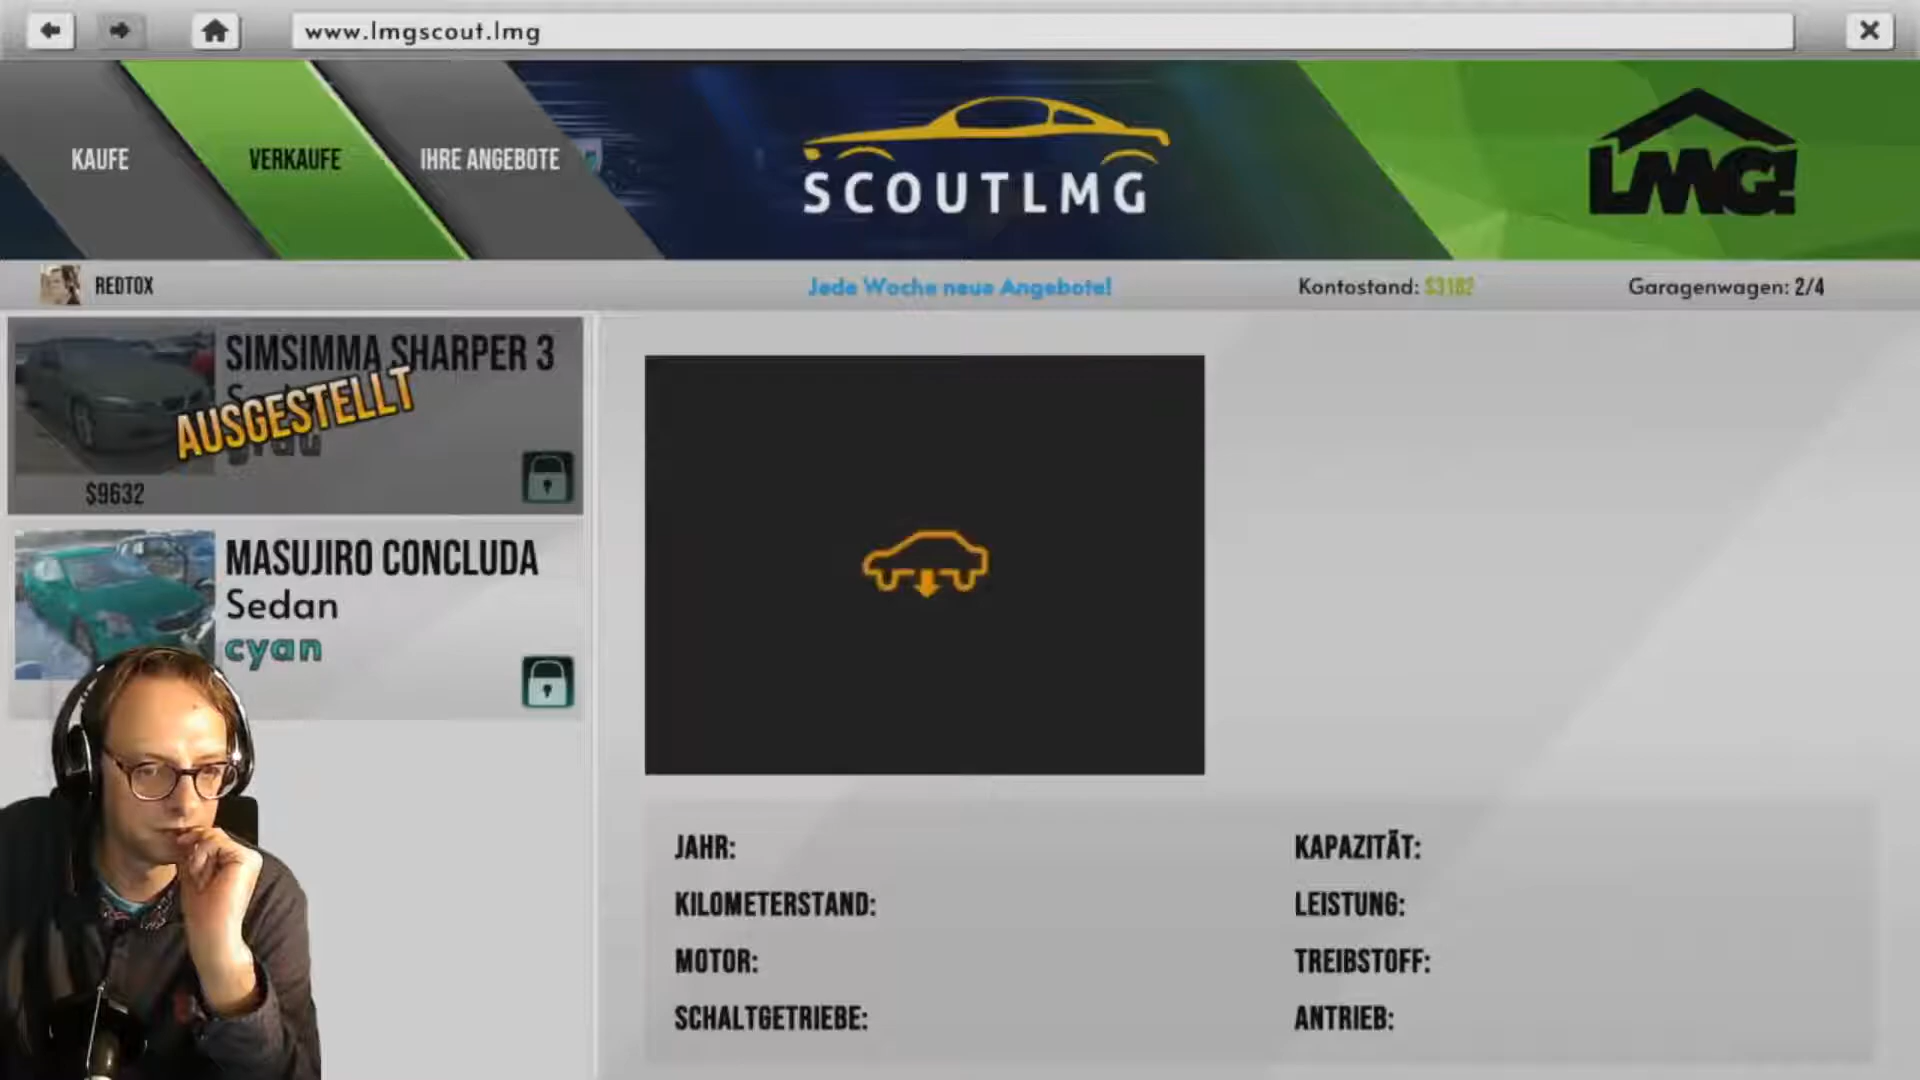 www.lmgscout.lmg
KAUFE
VERKAUFE
IHRE ANGEBOTE
SCOUTLMG
LMG!
REDTOX
Jede Woche neue Angebote!
Kontostand: $3182
Garagenwagen: 2/4
SIMSIMMA SHARPER 3
AUSGESTELLT
$9632
MASUJIRO CONCLUDA
Sedan
cyan
JAHR:
KILOMETERSTAND:
MOTOR:
SCHALTGETRIEBE:
KAPAZITÄT:
LEISTUNG:
TREIBSTOFF:
ANTRIEB: